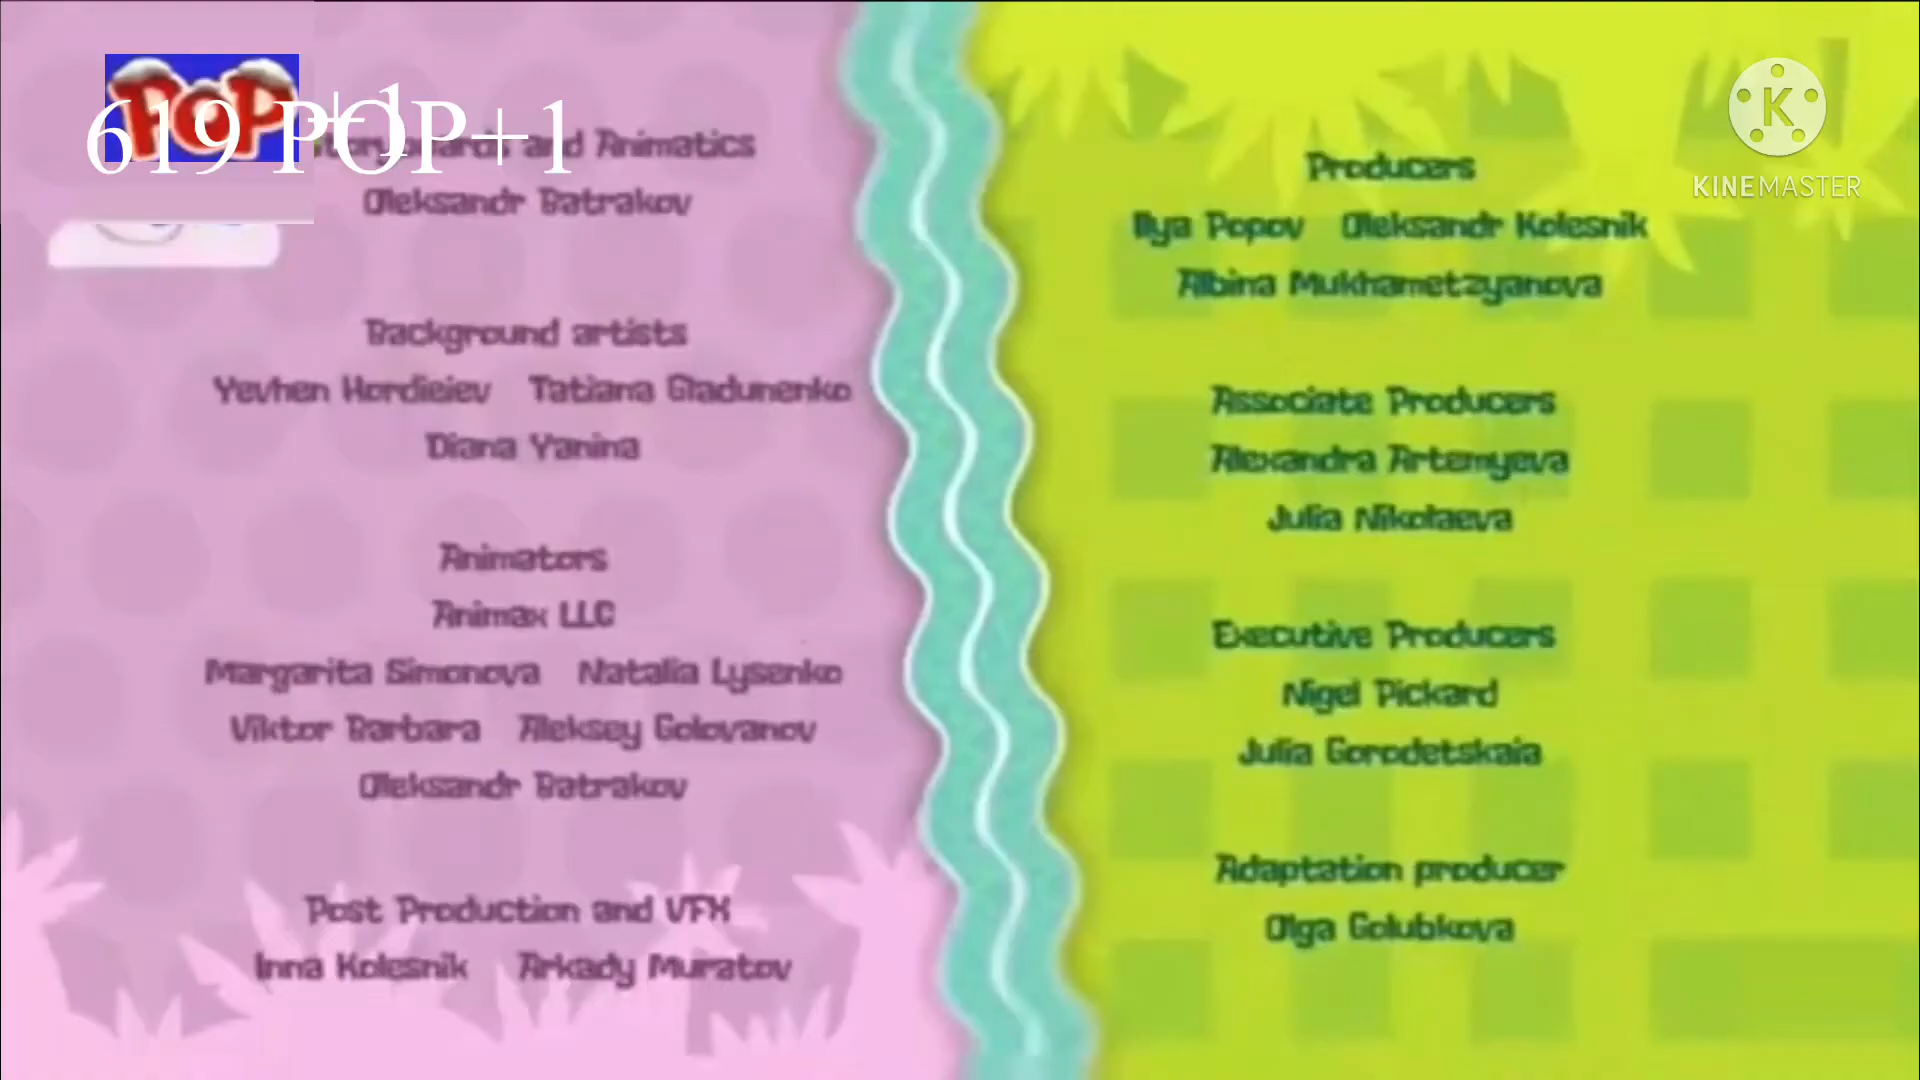 POP +1
619 POP+1
Storyboards and Animatics
Oleksandr Batrakov
Background artists
Yevhen Hordieiev Tatiana Gladunenko
Diana Yanina
Animators
Animax LLC
Margarita Simonova Natalia Lysenko
Viktor Barbara Aleksey Golovanov
Oleksandr Batrakov
Post Production and VFX
Inna Kolesnik Arkady Muratov
K
KINEMASTER
Producers
Ilya Popov Oleksandr Kolesnik
Albina Mukhametzyanova
Associate Producers
Alexandra Artemyeva
Julia Nikolaeva
Executive Producers
Nigel Pickard
Julia Gorodetskaia
Adaptation producer
Olga Golubkova